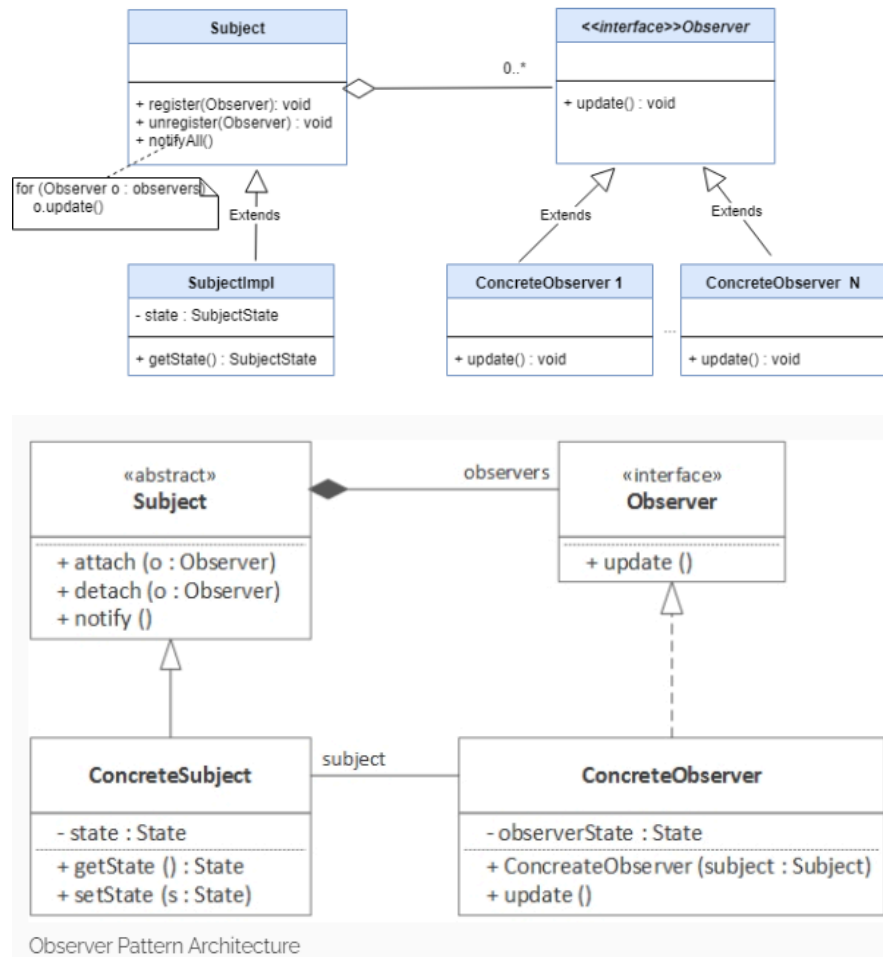 Subject
<<interface>>Observer
0..*
+ register(Observer): void
+ unregister(Observer) : void
+ notifyAll()
+ update() : void
for (Observer o : observers)
o.update()
Extends
Extends
Extends
SubjectImpl
- state : SubjectState
+ getState() : SubjectState
ConcreteObserver 1
+ update() : void
...
ConcreteObserver N
+ update() : void
«abstract»
Subject
+ attach (o : Observer)
+ detach (o : Observer)
+ notify ()
observers
«interface»
Observer
+ update ()
ConcreteSubject
- state : State
+ getState () : State
+ setState (s : State)
subject
ConcreteObserver
- observerState : State
+ ConcreateObserver (subject : Subject)
+ update ()
Observer Pattern Architecture